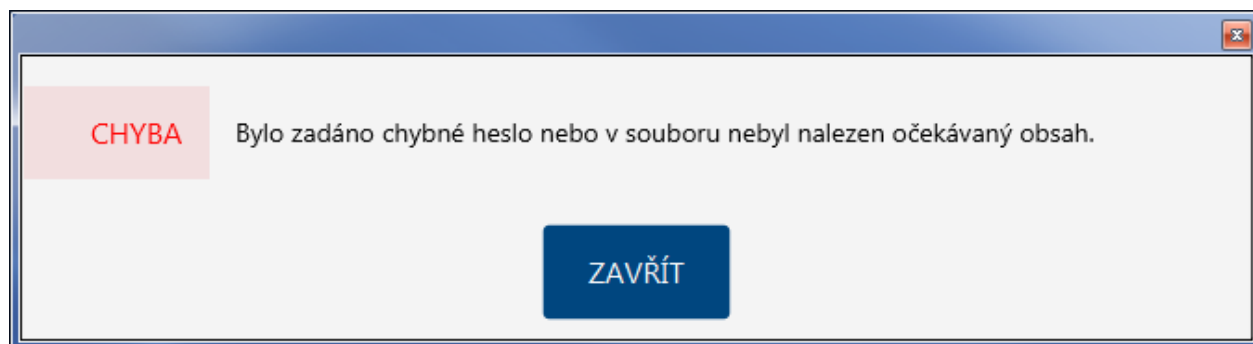 CHYBA
Bylo zadáno chybné heslo nebo v souboru nebyl nalezen očekávaný obsah.
ZAVŘÍT